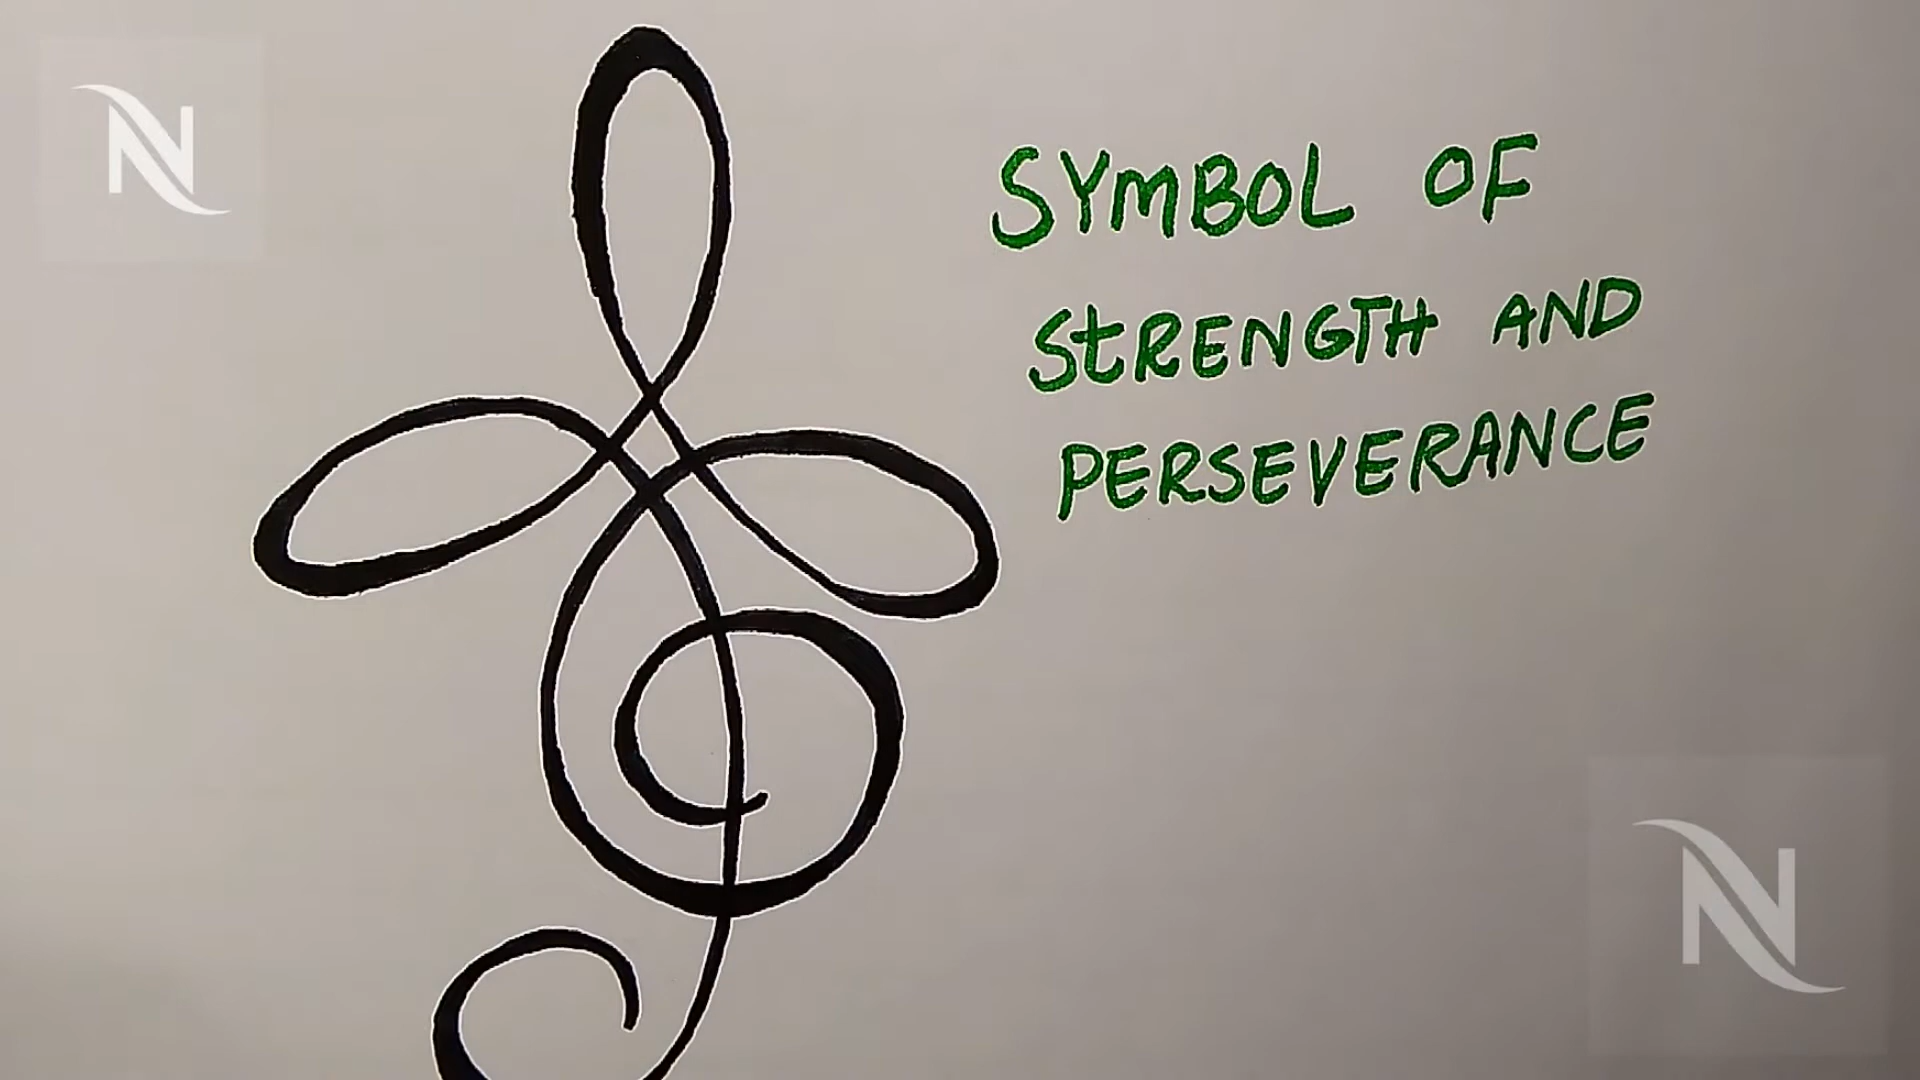 N
SYMBOL OF
STRENGTH AND
PERSEVERANCE
N